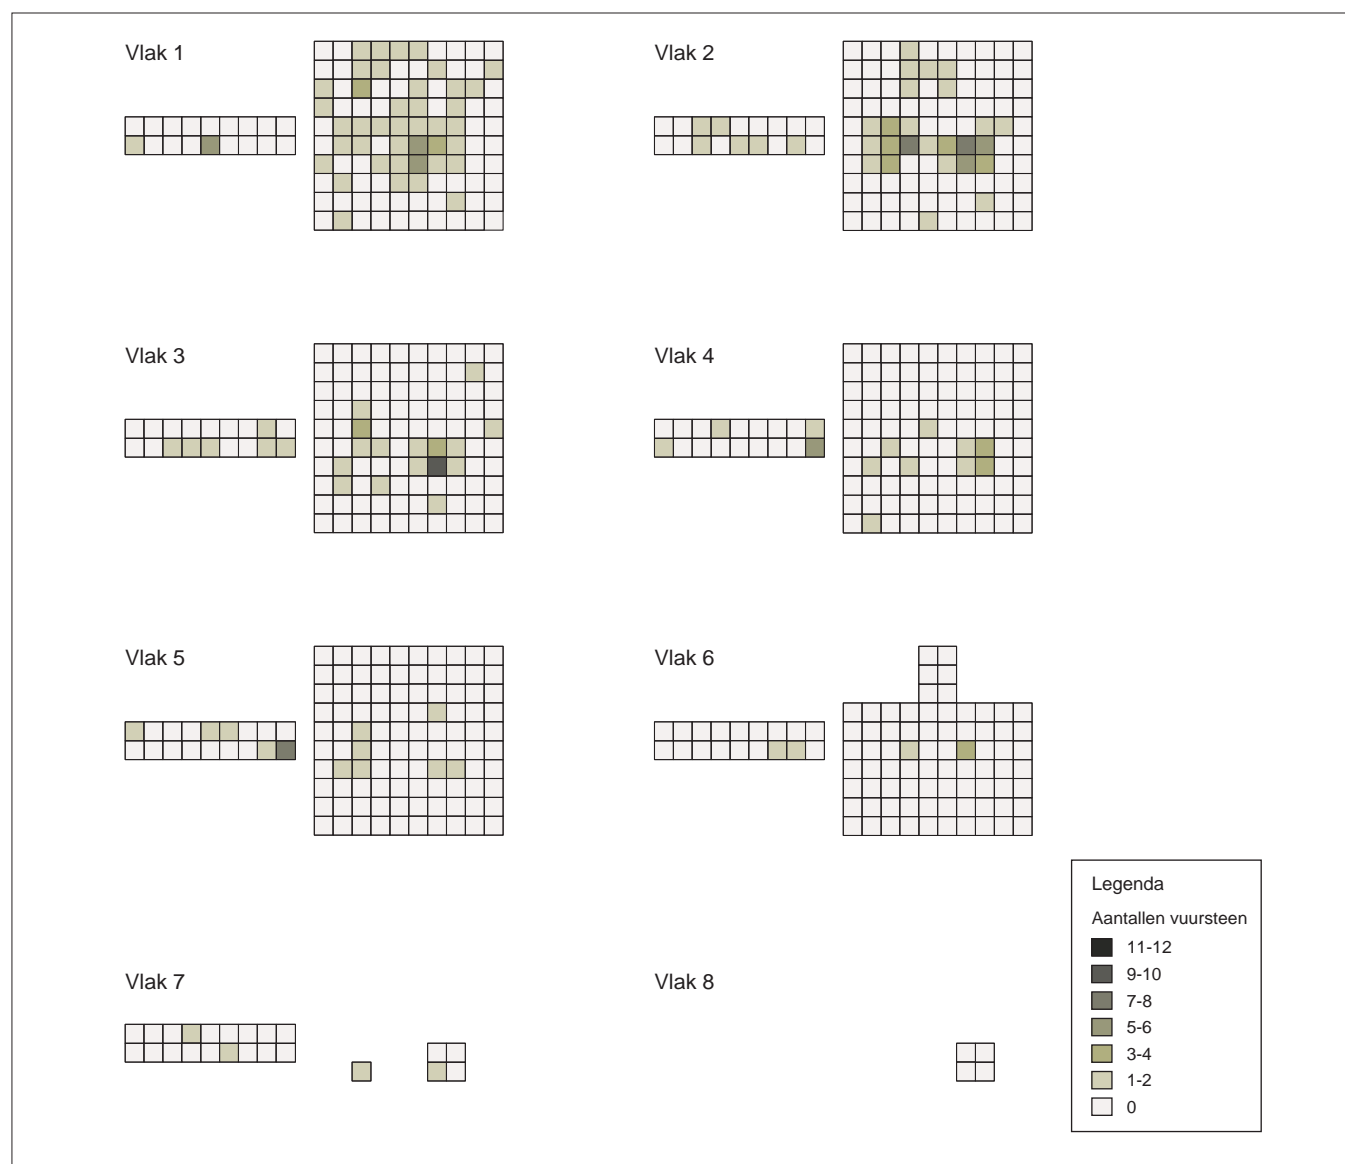 Vlak 1
Vlak 2
Vlak 3
Vlak 4
Vlak 5
Vlak 6
Vlak 7
Vlak 8
Legenda
Aantallen vuursteen
11-12
9-10
7-8
5-6
3-4
1-2
0